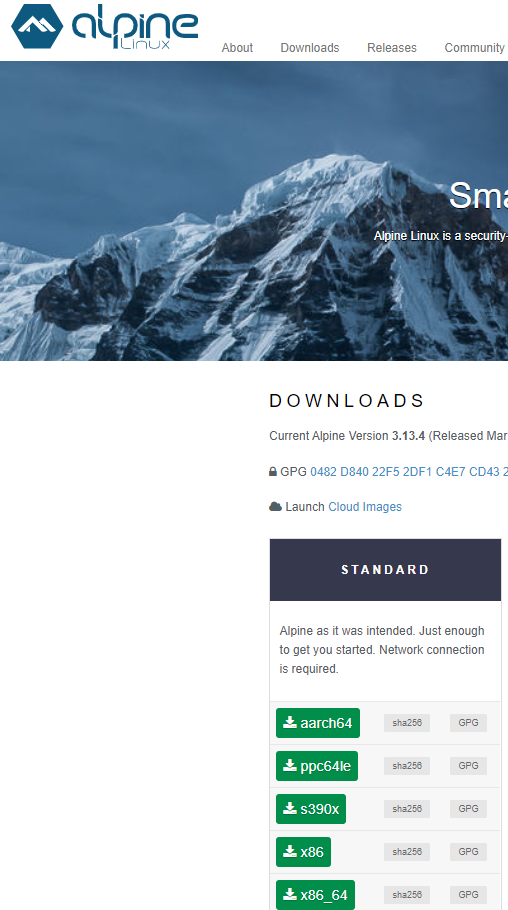 alpine
Linux
About Downloads Releases Community
Sma
Alpine Linux is a security-
DOWNLOADS
Current Alpine Version 3.13.4 (Released Mar
GPG 0482 D840 22F5 2DF1 C4E7 CD43 2
Launch Cloud Images
STANDARD
Alpine as it was intended. Just enough
to get you started. Network connection
is required.
aarch64 sha256 GPG
ppc64le sha256 GPG
s390x sha256 GPG
x86 sha256 GPG
x86_64 sha256 GPG